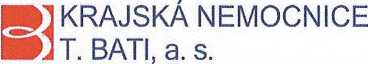 KRAJSKÁ NEMOCNICE
T. BATI, a. s.